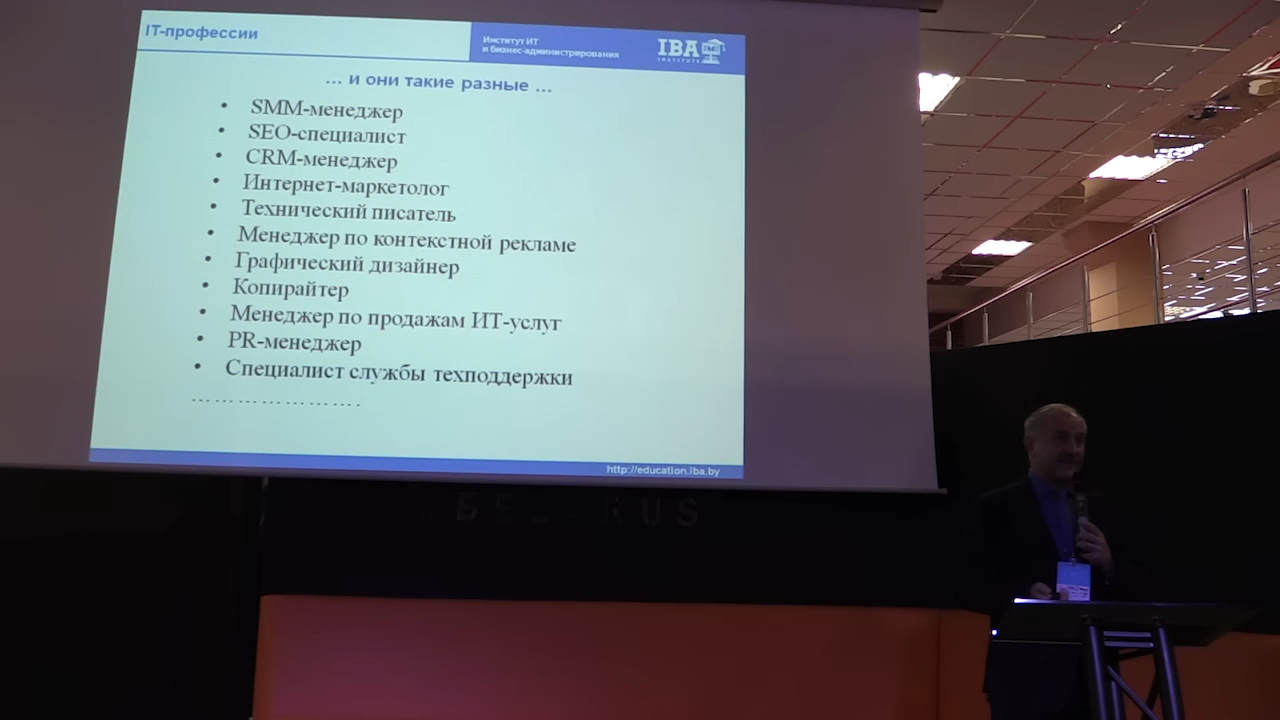 IT-профессии
Институт ИТ
и бизнес-администрирования
IBA
INSTITUTE
… и они такие разные …
• SMM-менеджер
• SEO-специалист
• CRM-менеджер
• Интернет-маркетолог
• Технический писатель
• Менеджер по контекстной рекламе
• Графический дизайнер
• Копирайтер
• Менеджер по продажам ИТ-услуг
• PR-менеджер
• Специалист службы техподдержки
…………………….
http://education.iba.by
BELARUS